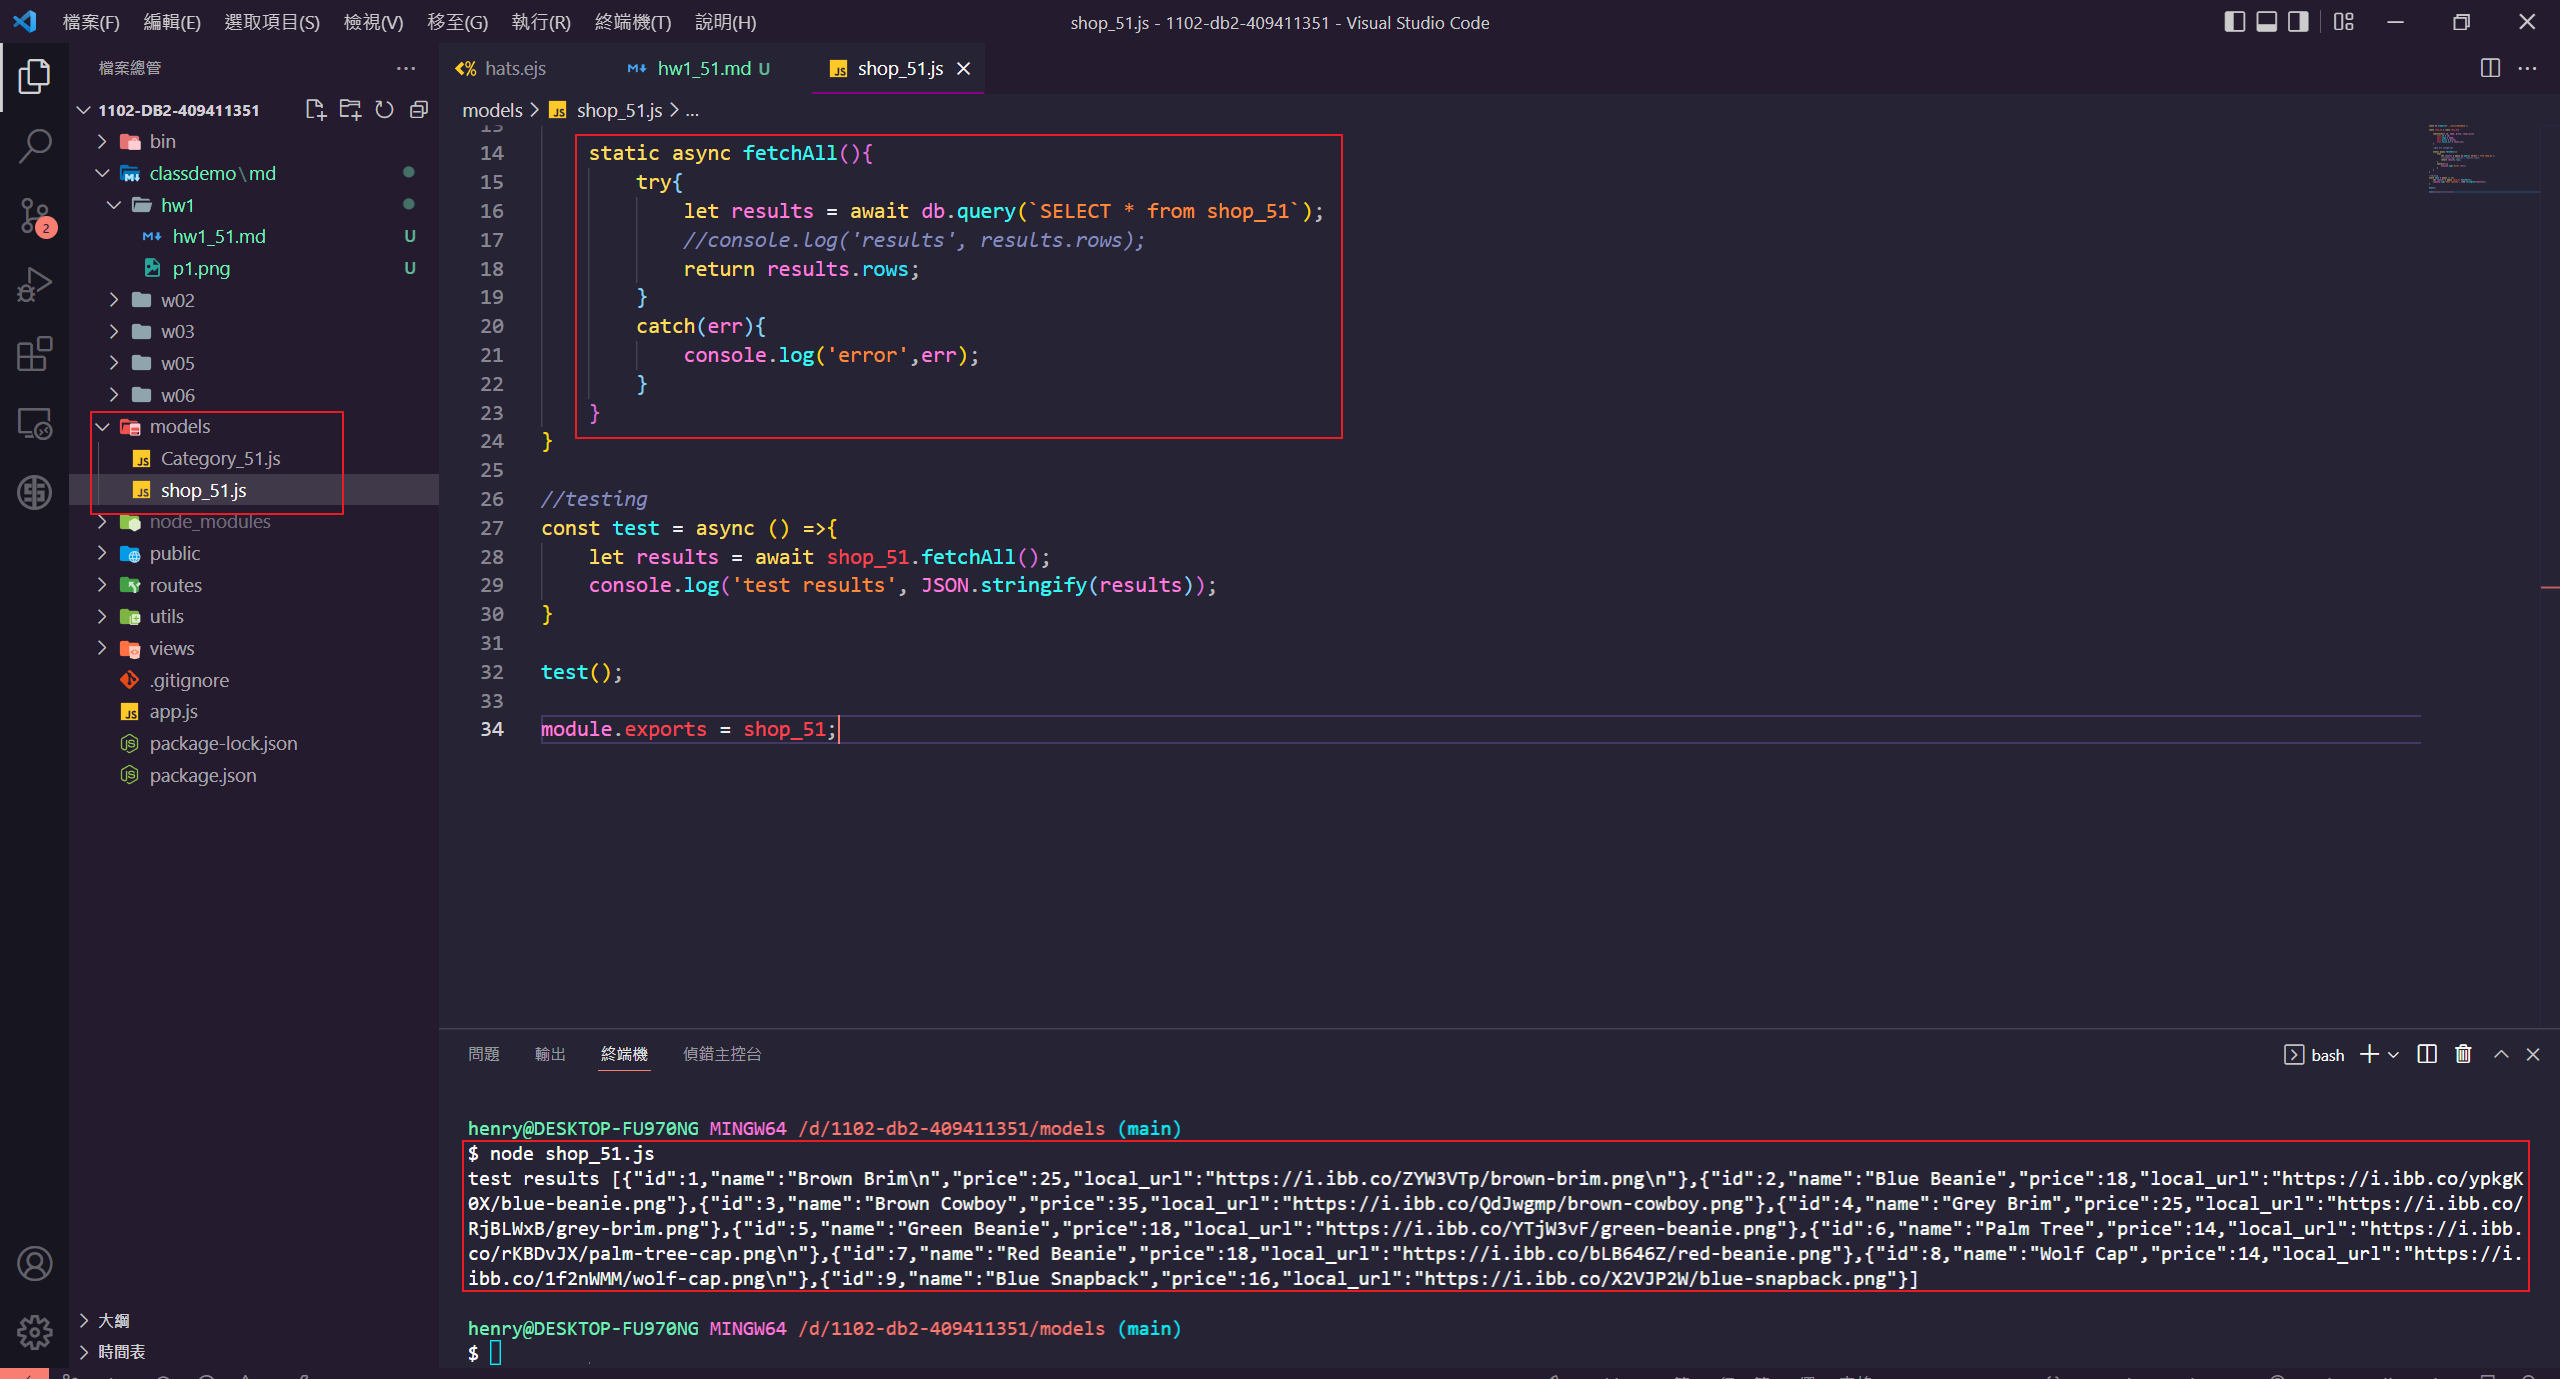 檔案(F) 編輯(E) 選取項目(S) 檢視(V) 移至(G) 執行(R) 終端機(T) 說明(H)
shop_51.js - 1102-db2-409411351 - Visual Studio Code
檔案總管
1102-DB2-409411351
bin
classdemo\md
hw1
hw1_51.md U
p1.png U
w02
w03
w05
w06
models
Category_51.js
shop_51.js
node_modules
public
routes
utils
views
.gitignore
app.js
package-lock.json
package.json
大綱
時間表
2
hats.ejs
hw1_51.md U
shop_51.js
models > shop_51.js > ...
13
14 static async fetchAll(){
15 try{
16 let results = await db.query(`SELECT * from shop_51`);
17 //console.log('results', results.rows);
18 return results.rows;
19 }
20 catch(err){
21 console.log('error',err);
22 }
23 }
24 }
25
26 //testing
27 const test = async () =>{
28 let results = await shop_51.fetchAll();
29 console.log('test results', JSON.stringify(results));
30 }
31
32 test();
33
34 module.exports = shop_51;
問題 輸出 終端機 偵錯主控台
bash
henry@DESKTOP-FU970NG MINGW64 /d/1102-db2-409411351/models (main)
$ node shop_51.js
test results [{"id":1,"name":"Brown Brim\n","price":25,"local_url":"https://i.ibb.co/ZYW3VTp/brown-brim.png\n"},{"id":2,"name":"Blue Beanie","price":18,"local_url":"https://i.ibb.co/ypkgK
0X/blue-beanie.png"},{"id":3,"name":"Brown Cowboy","price":35,"local_url":"https://i.ibb.co/QdJwgmp/brown-cowboy.png"},{"id":4,"name":"Grey Brim","price":25,"local_url":"https://i.ibb.co/
RjBLWxB/grey-brim.png"},{"id":5,"name":"Green Beanie","price":18,"local_url":"https://i.ibb.co/YTjW3vF/green-beanie.png"},{"id":6,"name":"Palm Tree","price":14,"local_url":"https://i.ibb.
co/rKBDvJX/palm-tree-cap.png\n"},{"id":7,"name":"Red Beanie","price":18,"local_url":"https://i.ibb.co/bLB646Z/red-beanie.png"},{"id":8,"name":"Wolf Cap","price":14,"local_url":"https://i.
ibb.co/1f2nWMM/wolf-cap.png\n"},{"id":9,"name":"Blue Snapback","price":16,"local_url":"https://i.ibb.co/X2VJP2W/blue-snapback.png"}]
henry@DESKTOP-FU970NG MINGW64 /d/1102-db2-409411351/models (main)
$